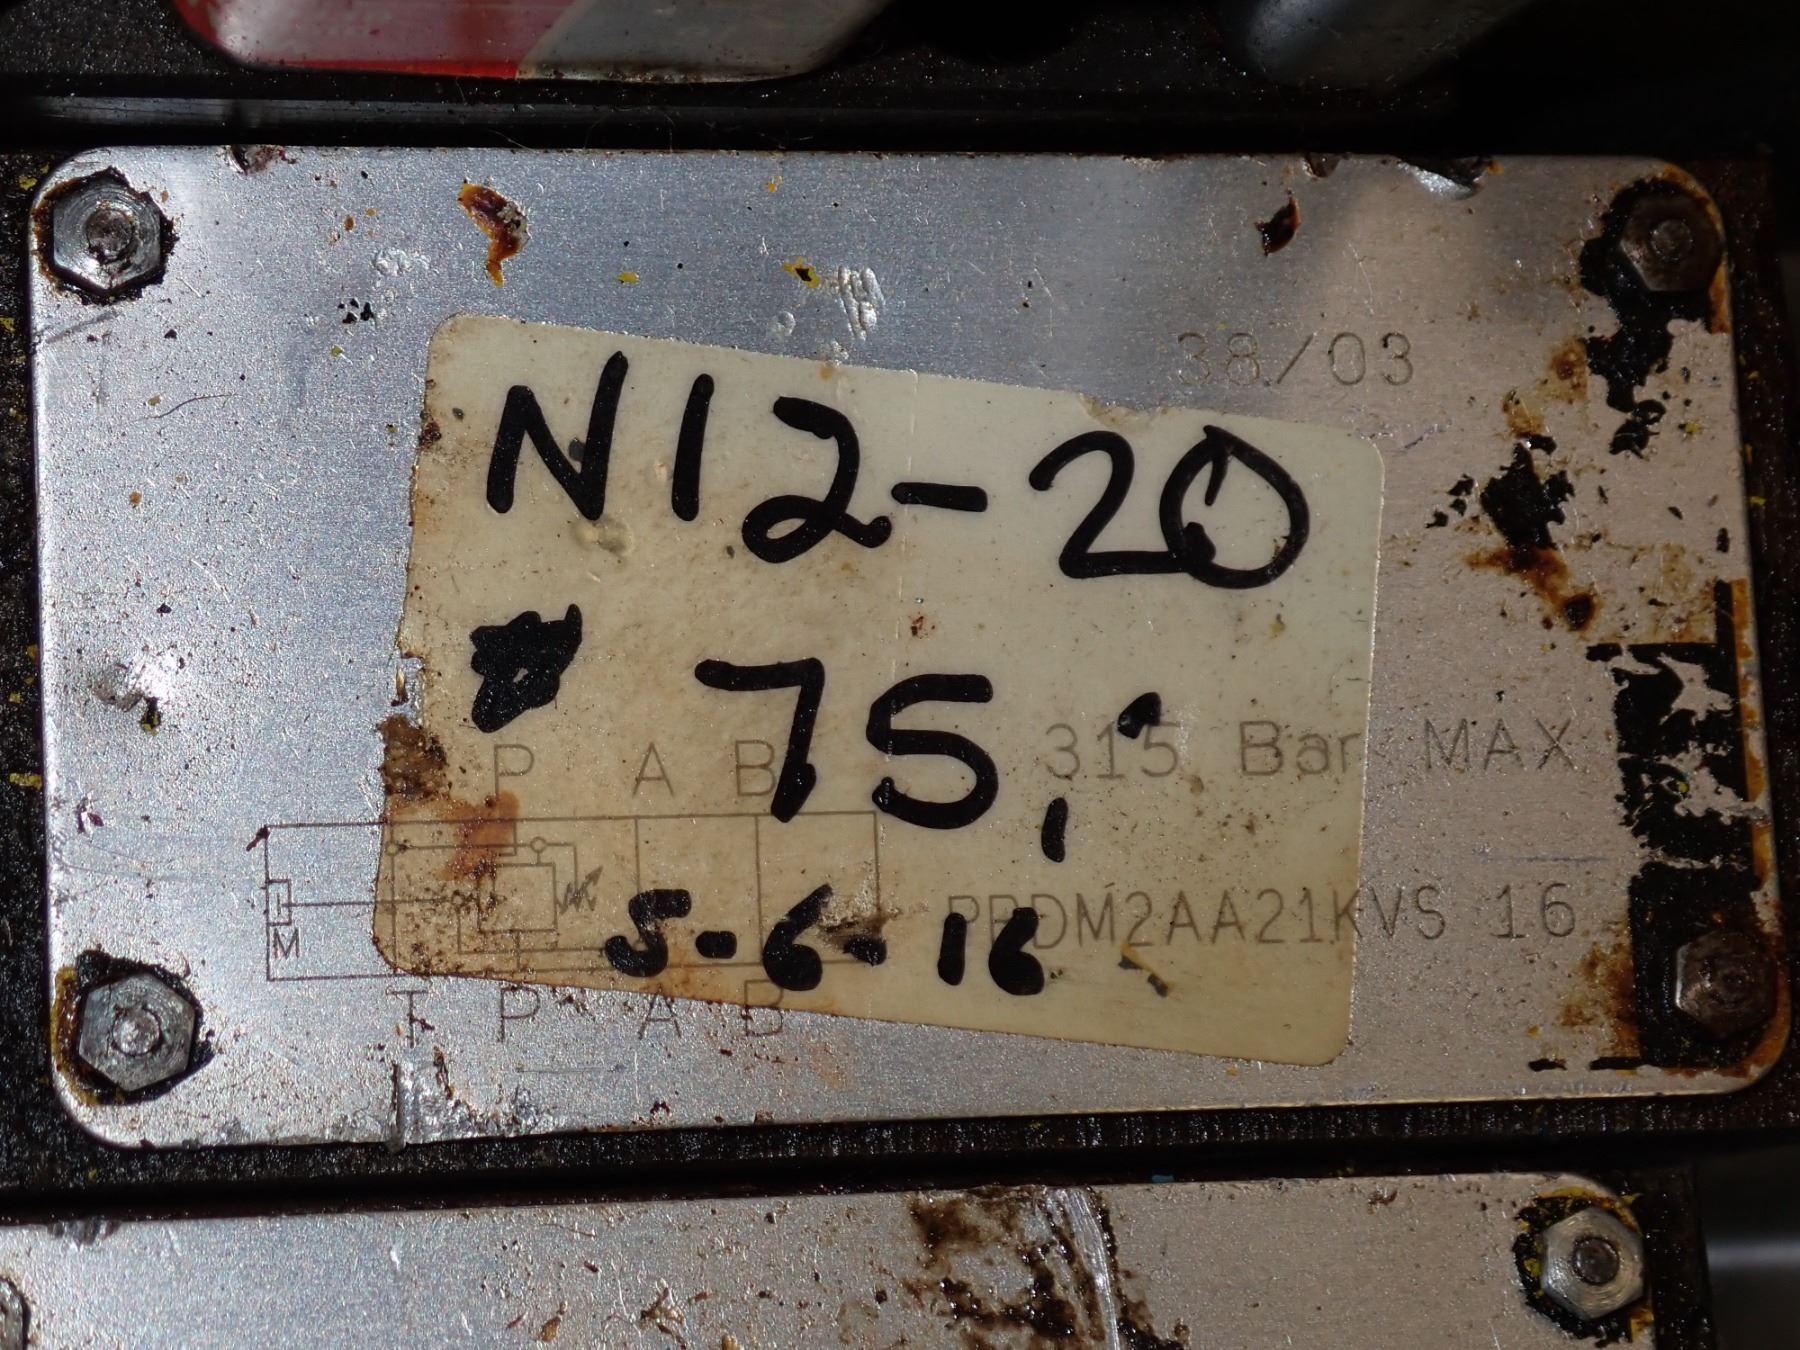 38/03
N12-20
75
P A B
315 Bar MAX
M
PRDM2AA21KVS 16
5-6-16
T P A B